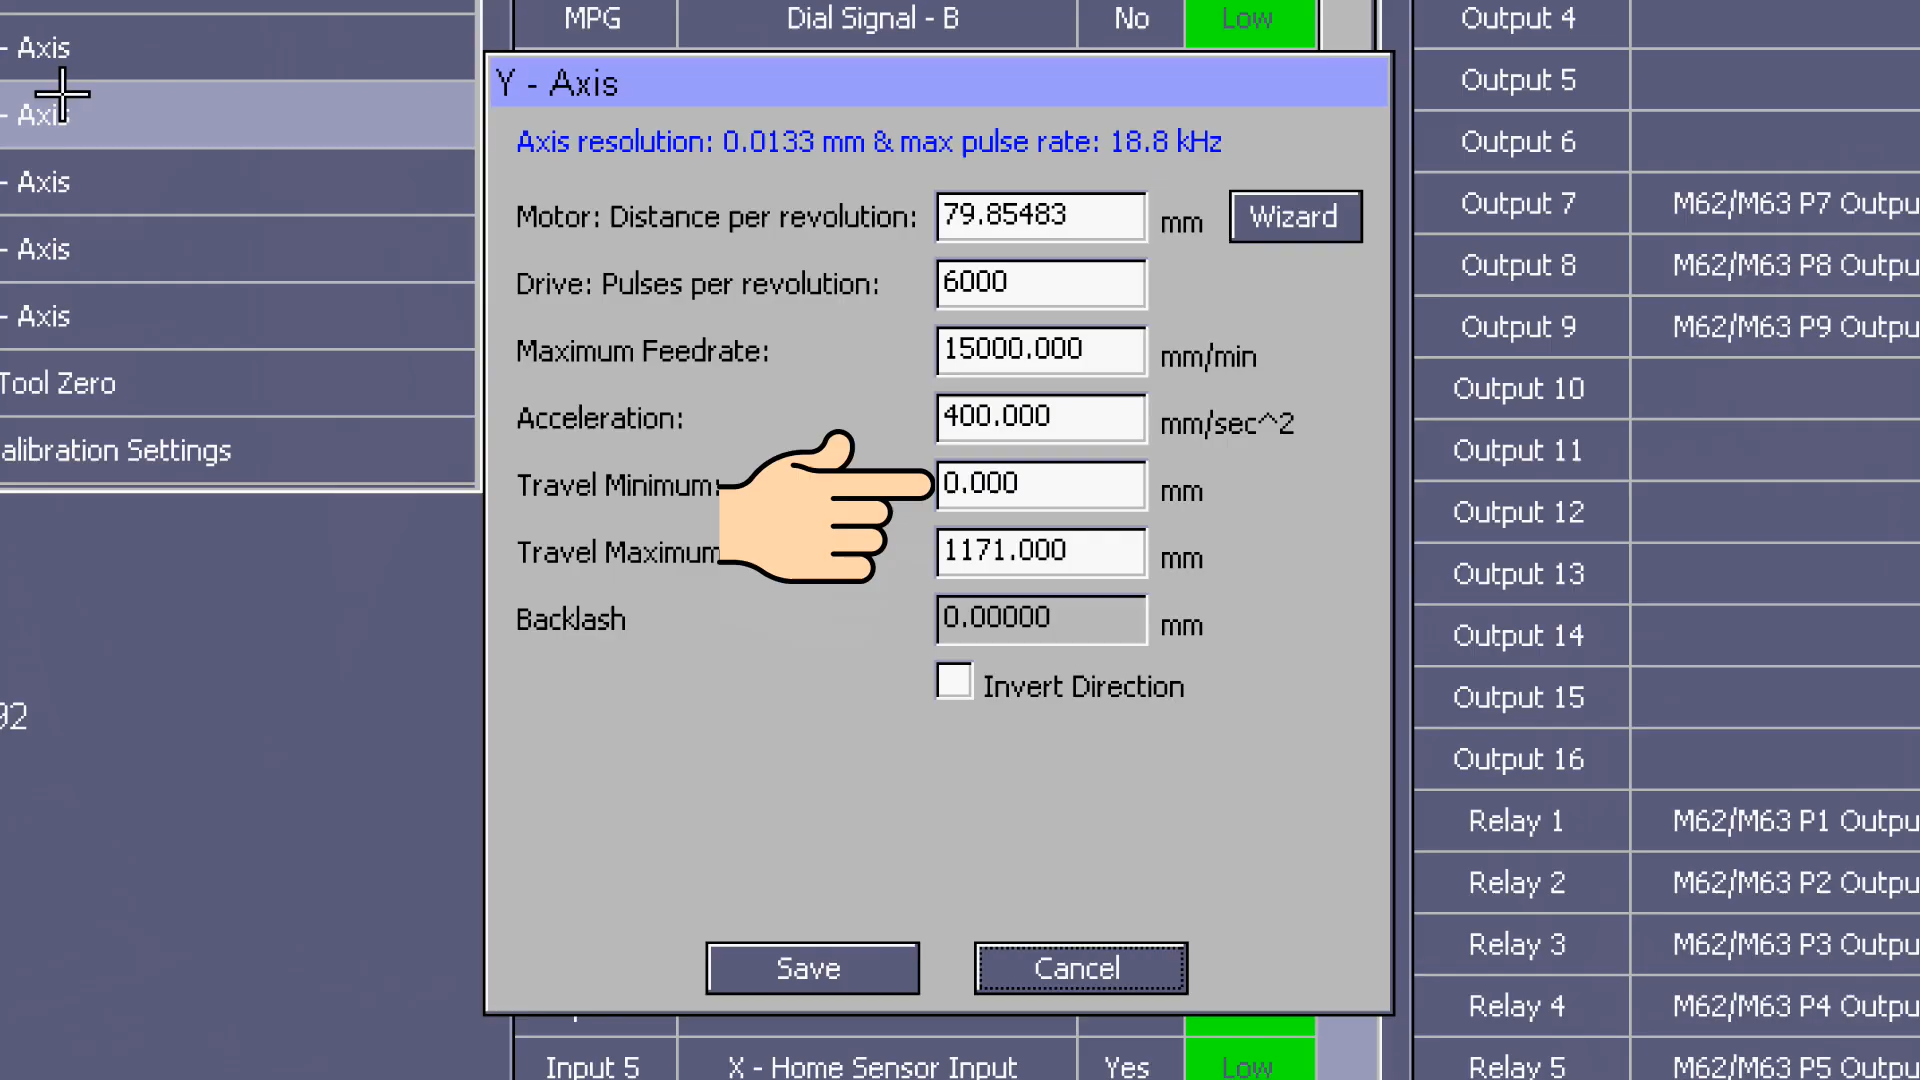 MPG Dial Signal - B No Low
Output 4
- Axis
- Axis
- Axis
- Axis
- Axis
Tool Zero
alibration Settings
92
Y - Axis
Axis resolution: 0.0133 mm & max pulse rate: 18.8 kHz
Motor: Distance per revolution: 79.85483 mm Wizard
Drive: Pulses per revolution: 6000
Maximum Feedrate: 15000.000 mm/min
Acceleration: 400.000 mm/sec^2
Travel Minimum: 0.000 mm
Travel Maximum 1171.000 mm
Backlash 0.00000 mm
Invert Direction
Save Cancel
Input 5 X - Home Sensor Input Yes Low
Output 5
Output 6
Output 7 M62/M63 P7 Outpu
Output 8 M62/M63 P8 Outpu
Output 9 M62/M63 P9 Outpu
Output 10
Output 11
Output 12
Output 13
Output 14
Output 15
Output 16
Relay 1 M62/M63 P1 Outpu
Relay 2 M62/M63 P2 Outpu
Relay 3 M62/M63 P3 Outpu
Relay 4 M62/M63 P4 Outpu
Relay 5 M62/M63 P5 Outpu